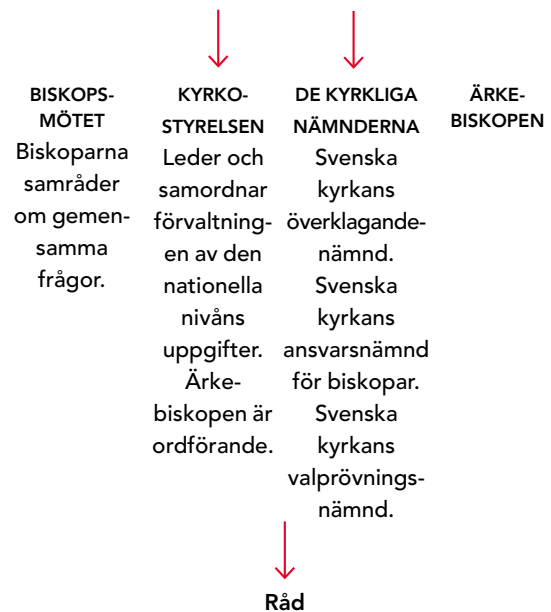 BISKOPS-
MÖTET
Biskoparna
samråder
om gemen-
samma
frågor.
KYRKO-
STYRELSEN
Leder och
samordnar
förvaltning-
en av den
nationella
nivåns
uppgifter.
Ärke-
biskopen är
ordförande.
DE KYRKLIGA
NÄMNDERNA
Svenska
kyrkans
överklagande-
nämnd.
Svenska
kyrkans
ansvarsnämnd
för biskopar.
Svenska
kyrkans
valprövnings-
nämnd.
ÄRKE-
BISKOPEN
Råd